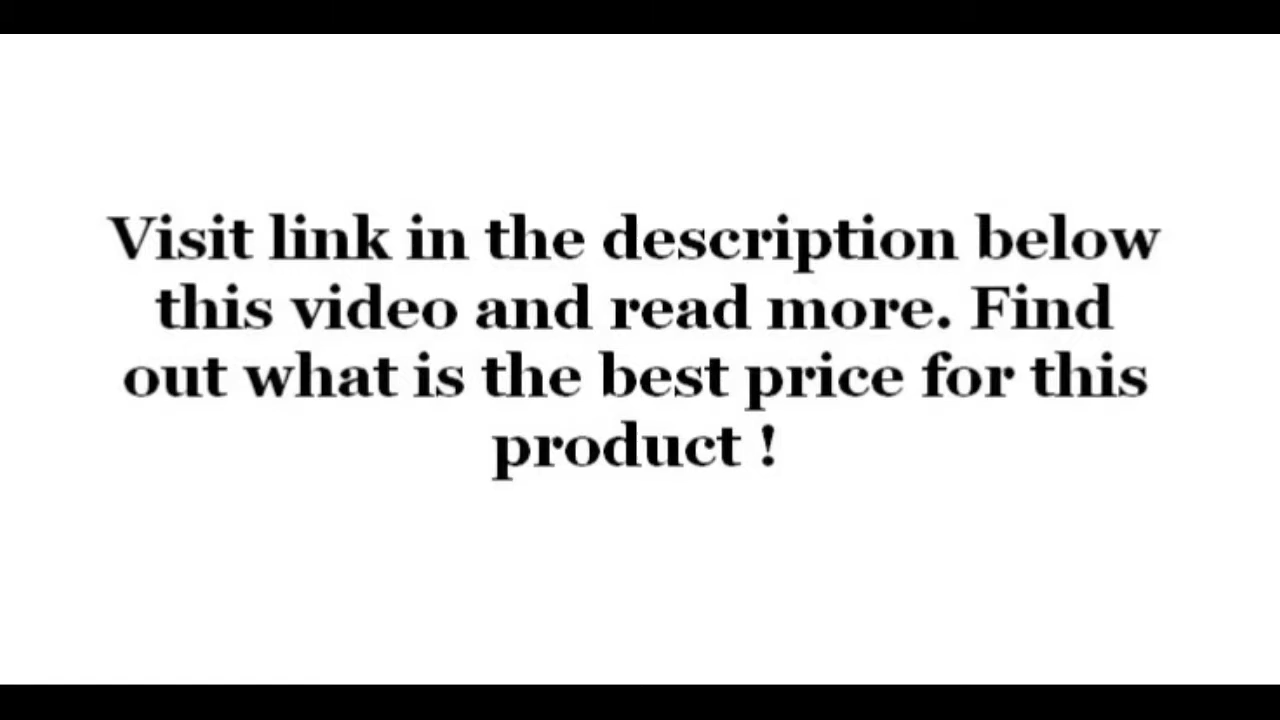 Visit link in the description below
this video and read more. Find
out what is the best price for this
product !